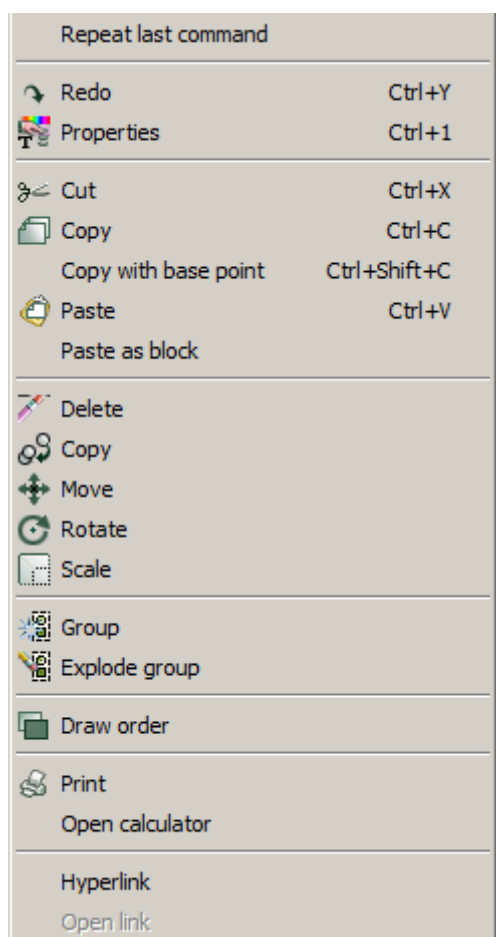 Repeat last command
Redo Ctrl+Y
Properties Ctrl+1
Cut Ctrl+X
Copy Ctrl+C
Copy with base point Ctrl+Shift+C
Paste Ctrl+V
Paste as block
Delete
Copy
Move
Rotate
Scale
Group
Explode group
Draw order
Print
Open calculator
Hyperlink
Open link